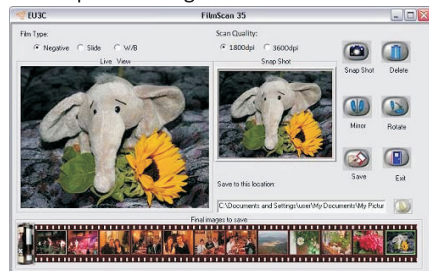 EU3C FilmScan 35
Film Type:
Negative Slide W/B
Scan Quality:
1800dpi 3600dpi
Live View
Snap Shot
Snap Shot Delete
Mirror Rotate
Save Exit
Save to this location
C:\Documents and Settings\user\My Documents\My Pictur
Final images to save